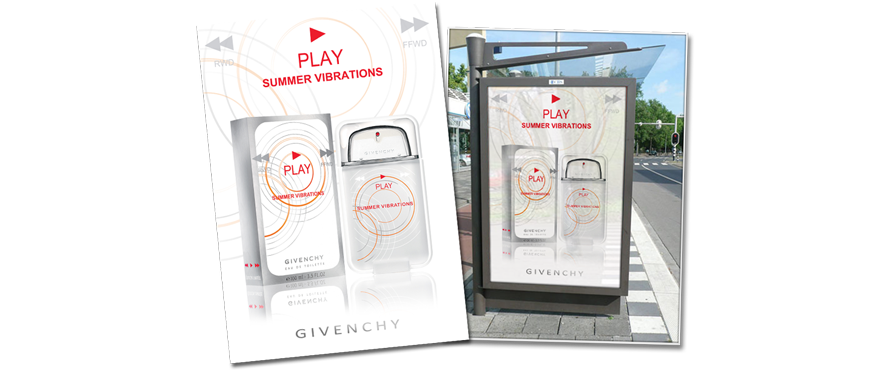 RWD
FFWD
PLAY
SUMMER VIBRATIONS
PLAY
SUMMER VIBRATIONS
GIVENCHY
EAU DE TOILETTE
GIVENCHY
PLAY
SUMMER VIBRATIONS
GIVENCHY
PLAY
SUMMER VIBRATIONS
PLAY
SUMMER VIBRATIONS
GIVENCHY
PLAY
SUMMER VIBRATIONS
GIVENCHY